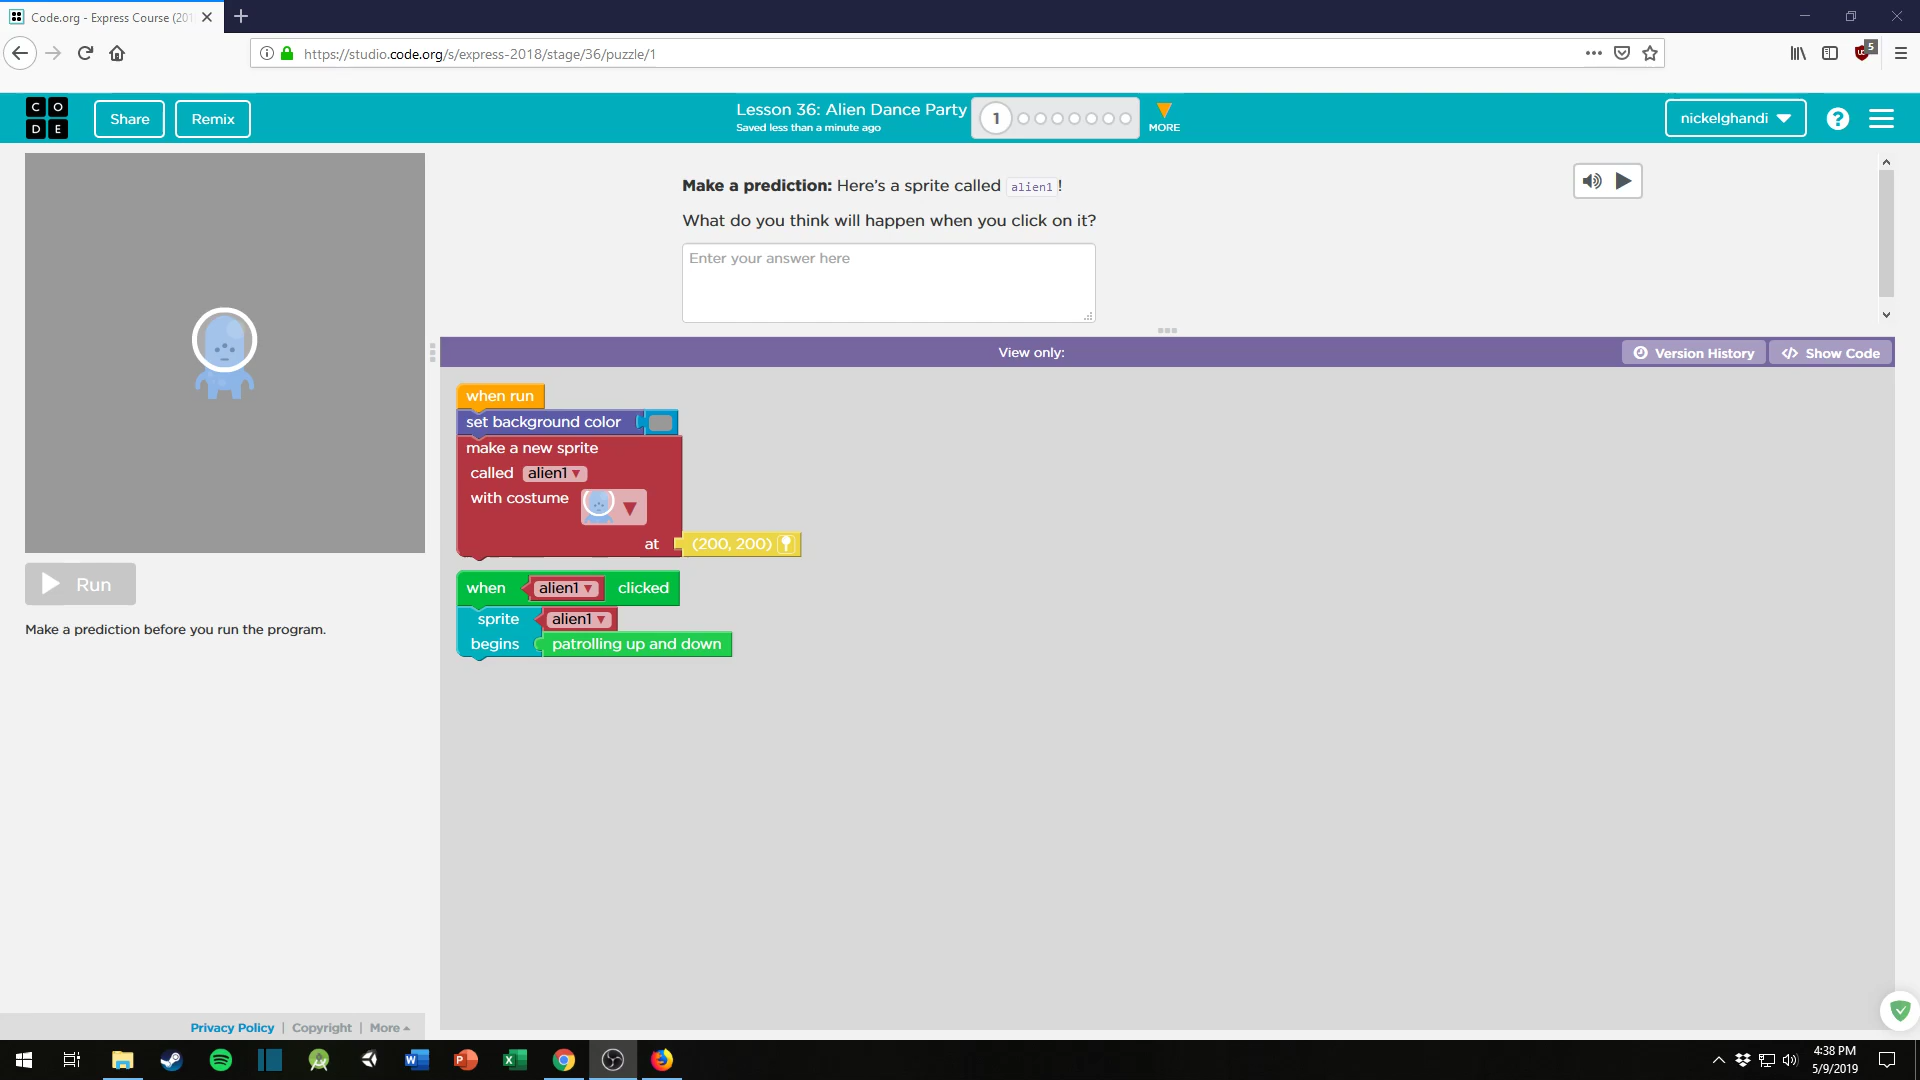 Code.org - Express Course (201
https://studio.code.org/s/express-2018/stage/36/puzzle/1
5
C O
D E
Share
Remix
Lesson 36: Alien Dance Party
Saved less than a minute ago
1
MORE
nickelghandi
?
Make a prediction: Here's a sprite called alien1 !
What do you think will happen when you click on it?
Enter your answer here
View only:
Version History
Show Code
when run
set background color
make a new sprite
called alien1
with costume
at (200, 200)
when alien1 clicked
sprite alien1
begins patrolling up and down
Run
Make a prediction before you run the program.
Privacy Policy | Copyright | More
4:38 PM
5/9/2019